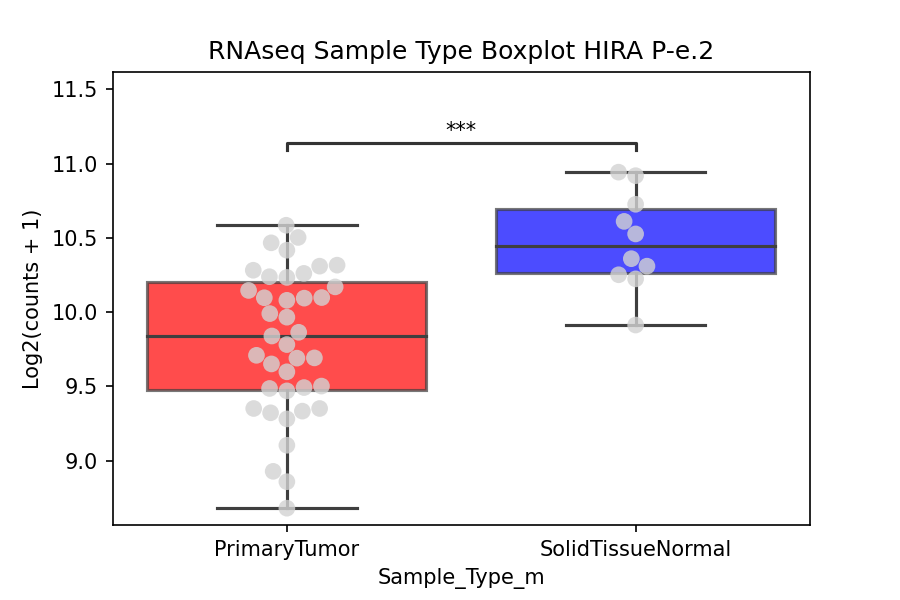 RNAseq Sample Type Boxplot HIRA P-e.2
11.5
11.0
10.5
10.0
9.5
9.0
Log2(counts + 1)
***
PrimaryTumor
SolidTissueNormal
Sample_Type_m